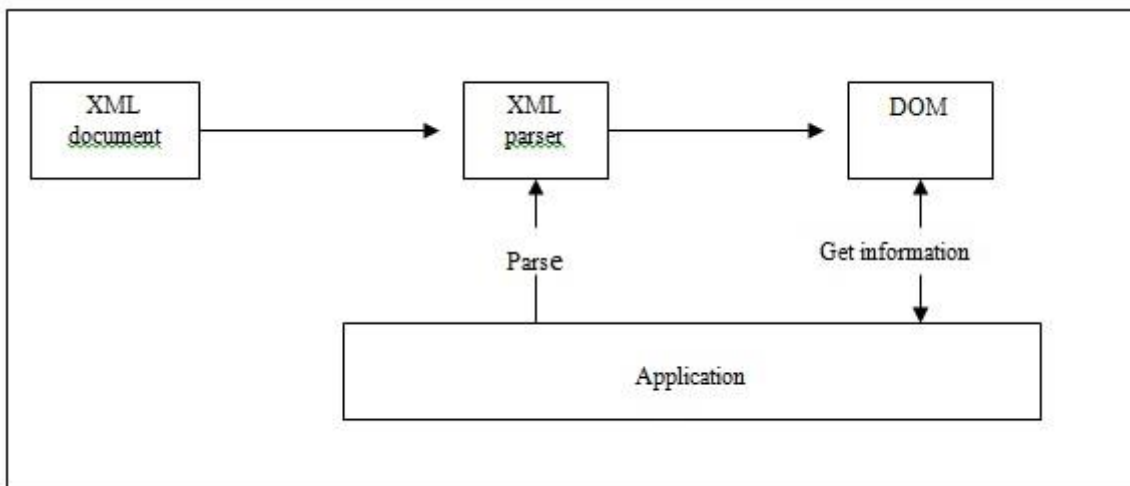 XML
document
XML
parser
DOM
Parse
Get information
Application